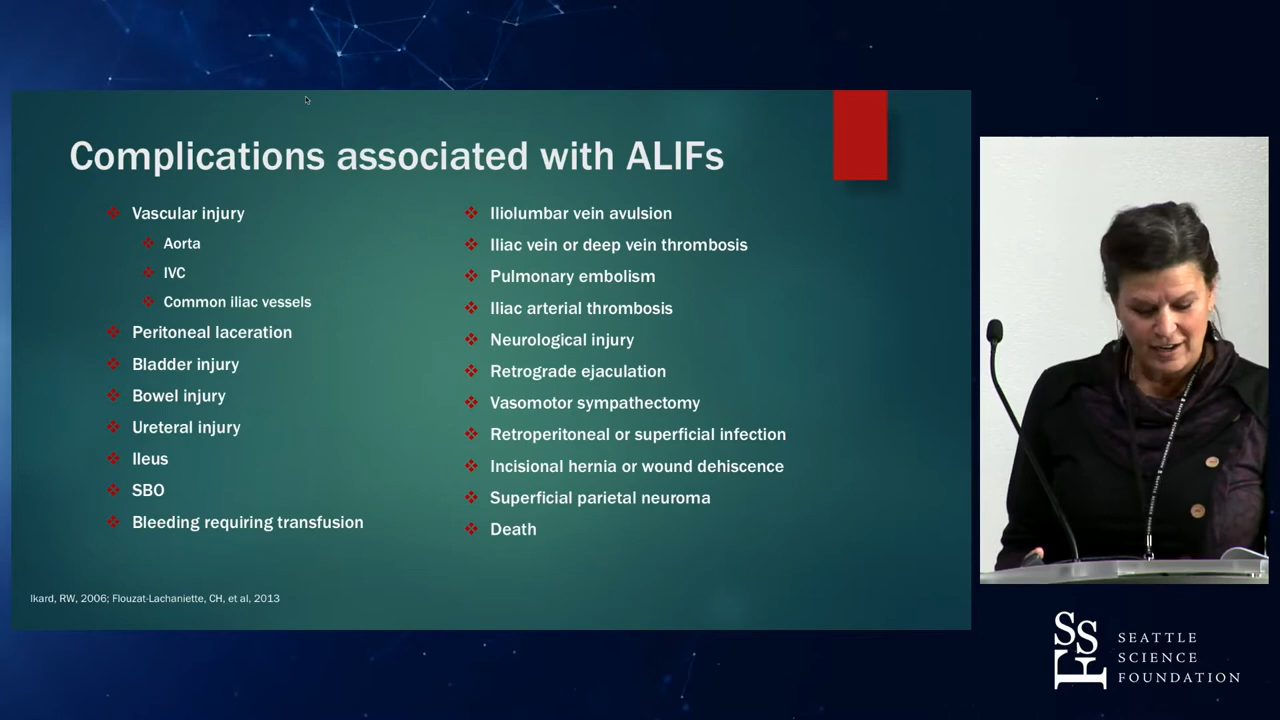 Complications associated with ALIFs
Vascular injury
Aorta
IVC
Common iliac vessels
Peritoneal laceration
Bladder injury
Bowel injury
Ureteral injury
Ileus
SBO
Bleeding requiring transfusion
Iliolumbar vein avulsion
Iliac vein or deep vein thrombosis
Pulmonary embolism
Iliac arterial thrombosis
Neurological injury
Retrograde ejaculation
Vasomotor sympathectomy
Retroperitoneal or superficial infection
Incisional hernia or wound dehiscence
Superficial parietal neuroma
Death
Ikard, RW, 2006; Flouzat-Lachaniette, CH, et al, 2013
SSF
SEATTLE
SCIENCE
FOUNDATION